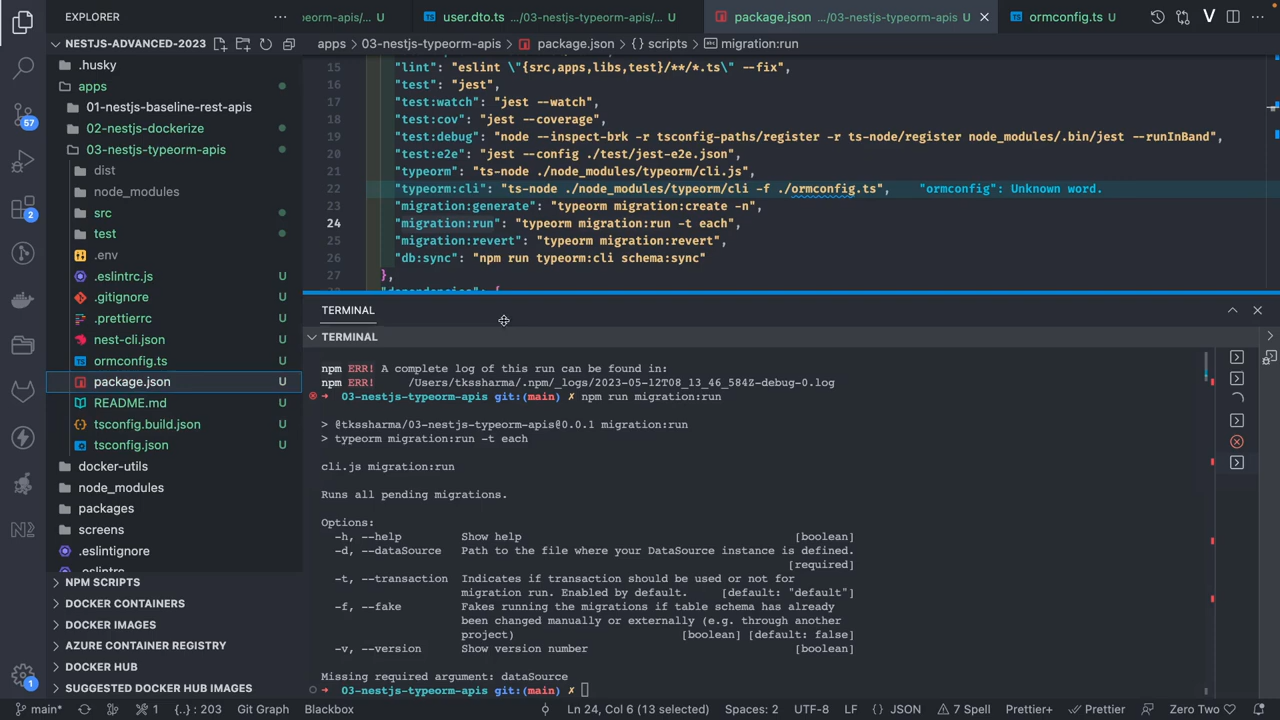 EXPLORER
NESTJS-ADVANCED-2023
.husky
apps
01-nestjs-baseline-rest-apis
02-nestjs-dockerize
03-nestjs-typeorm-apis
dist
node_modules
src
test
.env
.eslintrc.js U
.gitignore U
.prettierrc U
nest-cli.json U
ormconfig.ts U
package.json U
README.md U
tsconfig.build.json U
tsconfig.json U
docker-utils
node_modules
packages
screens
.eslintignore
.eslintrc
NPM SCRIPTS
DOCKER CONTAINERS
DOCKER IMAGES
AZURE CONTAINER REGISTRY
DOCKER HUB
SUGGESTED DOCKER HUB IMAGES
57
2
1
eorm-apis/... U
user.dto.ts .../03-nestjs-typeorm-apis/... U
package.json .../03-nestjs-typeorm-apis U
ormconfig.ts U
apps > 03-nestjs-typeorm-apis > package.json > {} scripts > migration:run
15 "lint": "eslint \"{src,apps,libs,test}/**/*.ts\" --fix",
16 "test": "jest",
17 "test:watch": "jest --watch",
18 "test:cov": "jest --coverage",
19 "test:debug": "node --inspect-brk -r tsconfig-paths/register -r ts-node/register node_modules/.bin/jest --runInBand",
20 "test:e2e": "jest --config ./test/jest-e2e.json",
21 "typeorm": "ts-node ./node_modules/typeorm/cli.js",
22 "typeorm:cli": "ts-node ./node_modules/typeorm/cli -f ./ormconfig.ts", "ormconfig": Unknown word.
23 "migration:generate": "typeorm migration:create -n",
24 "migration:run": "typeorm migration:run -t each",
25 "migration:revert": "typeorm migration:revert",
26 "db:sync": "npm run typeorm:cli schema:sync"
27 },
"dependencies": {
TERMINAL
TERMINAL
npm ERR! A complete log of this run can be found in:
npm ERR! /Users/tkssharma/.npm/_logs/2023-05-12T08_13_46_584Z-debug-0.log
➜ 03-nestjs-typeorm-apis git:(main) ✗ npm run migration:run
> @tkssharma/03-nestjs-typeorm-apis@0.0.1 migration:run
> typeorm migration:run -t each
cli.js migration:run
Runs all pending migrations.
Options:
-h, --help Show help [boolean]
-d, --dataSource Path to the file where your DataSource instance is defined.
[required]
-t, --transaction Indicates if transaction should be used or not for
migration run. Enabled by default. [default: "default"]
-f, --fake Fakes running the migrations if table schema has already
been changed manually or externally (e.g. through another
project) [boolean] [default: false]
-v, --version Show version number [boolean]
Missing required argument: dataSource
➜ 03-nestjs-typeorm-apis git:(main) ✗
main* 1 {..} : 203 Git Graph Blackbox Ln 24, Col 6 (13 selected) Spaces: 2 UTF-8 LF {} JSON 7 Spell Prettier+ Prettier Zero Two